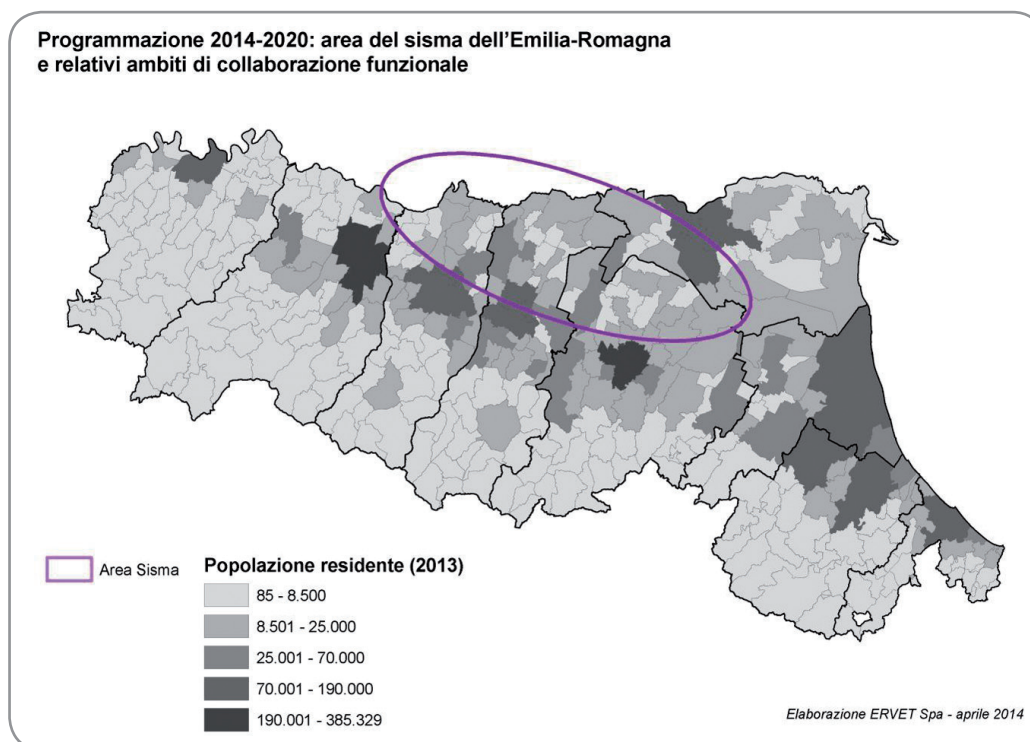 Programmazione 2014-2020: area del sisma dell'Emilia-Romagna
e relativi ambiti di collaborazione funzionale
Area Sisma
Popolazione residente (2013)
85 - 8.500
8.501 - 25.000
25.001 - 70.000
70.001 - 190.000
190.001 - 385.329
Elaborazione ERVET Spa - aprile 2014